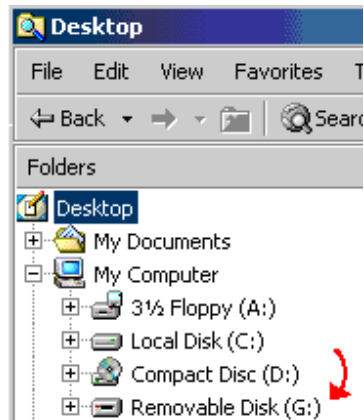 Desktop
File Edit View Favorites T
Back Sear
Folders
Desktop
My Documents
My Computer
3½ Floppy (A:)
Local Disk (C:)
Compact Disc (D:)
Removable Disk (G:)